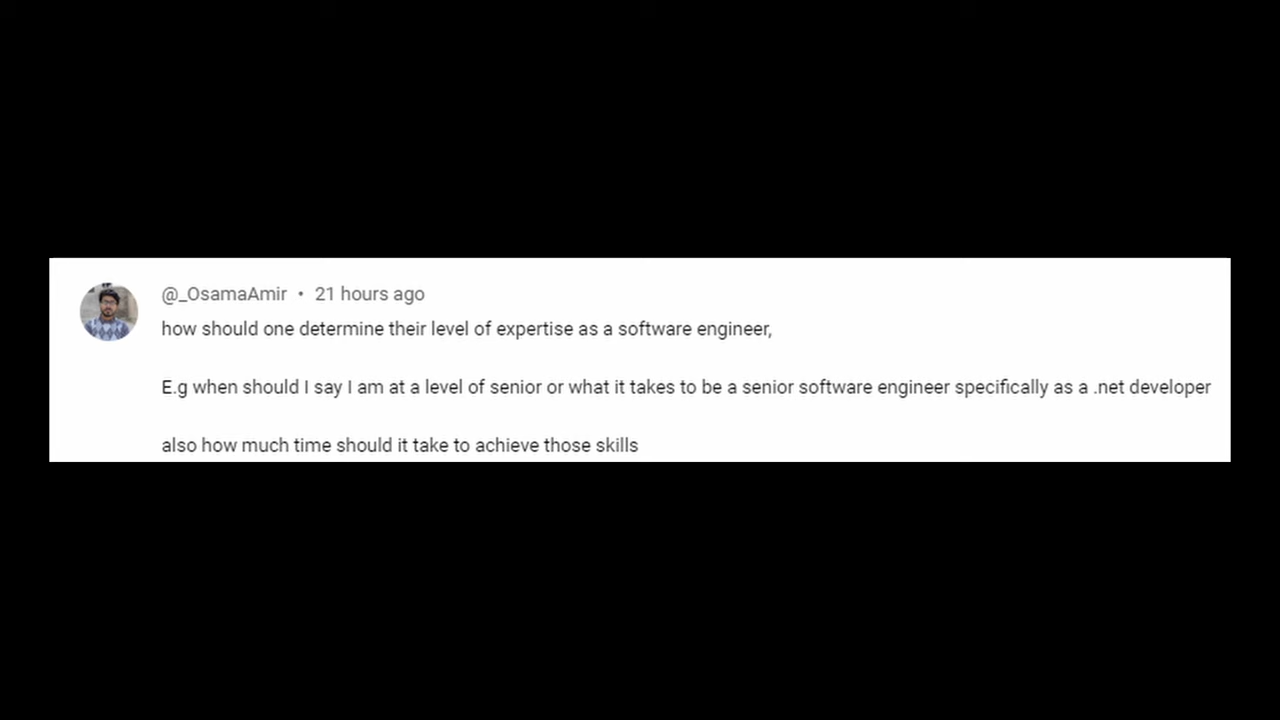 @_OsamaAmir • 21 hours ago
how should one determine their level of expertise as a software engineer,
E.g when should I say I am at a level of senior or what it takes to be a senior software engineer specifically as a .net developer
also how much time should it take to achieve those skills